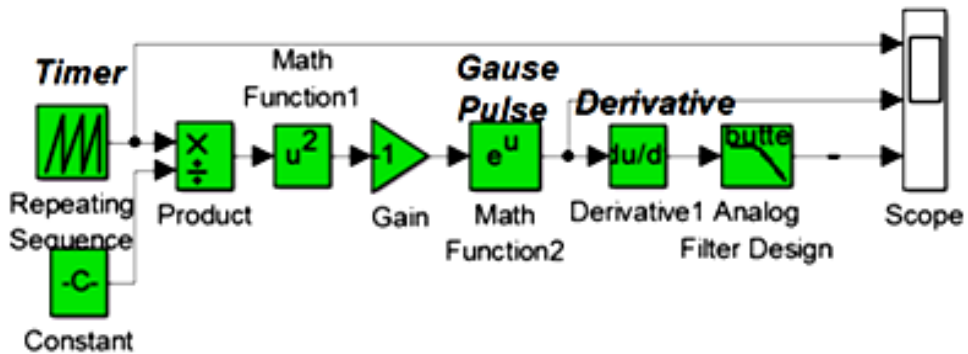 Timer
Math
Function1
Gause
Pulse
Derivative
×
÷
u²
-1
e^u
du/d
butte
-
Repeating
Sequence
Product
Gain
Math
Function2
Derivative1
Analog
Filter Design
Scope
-C-
Constant